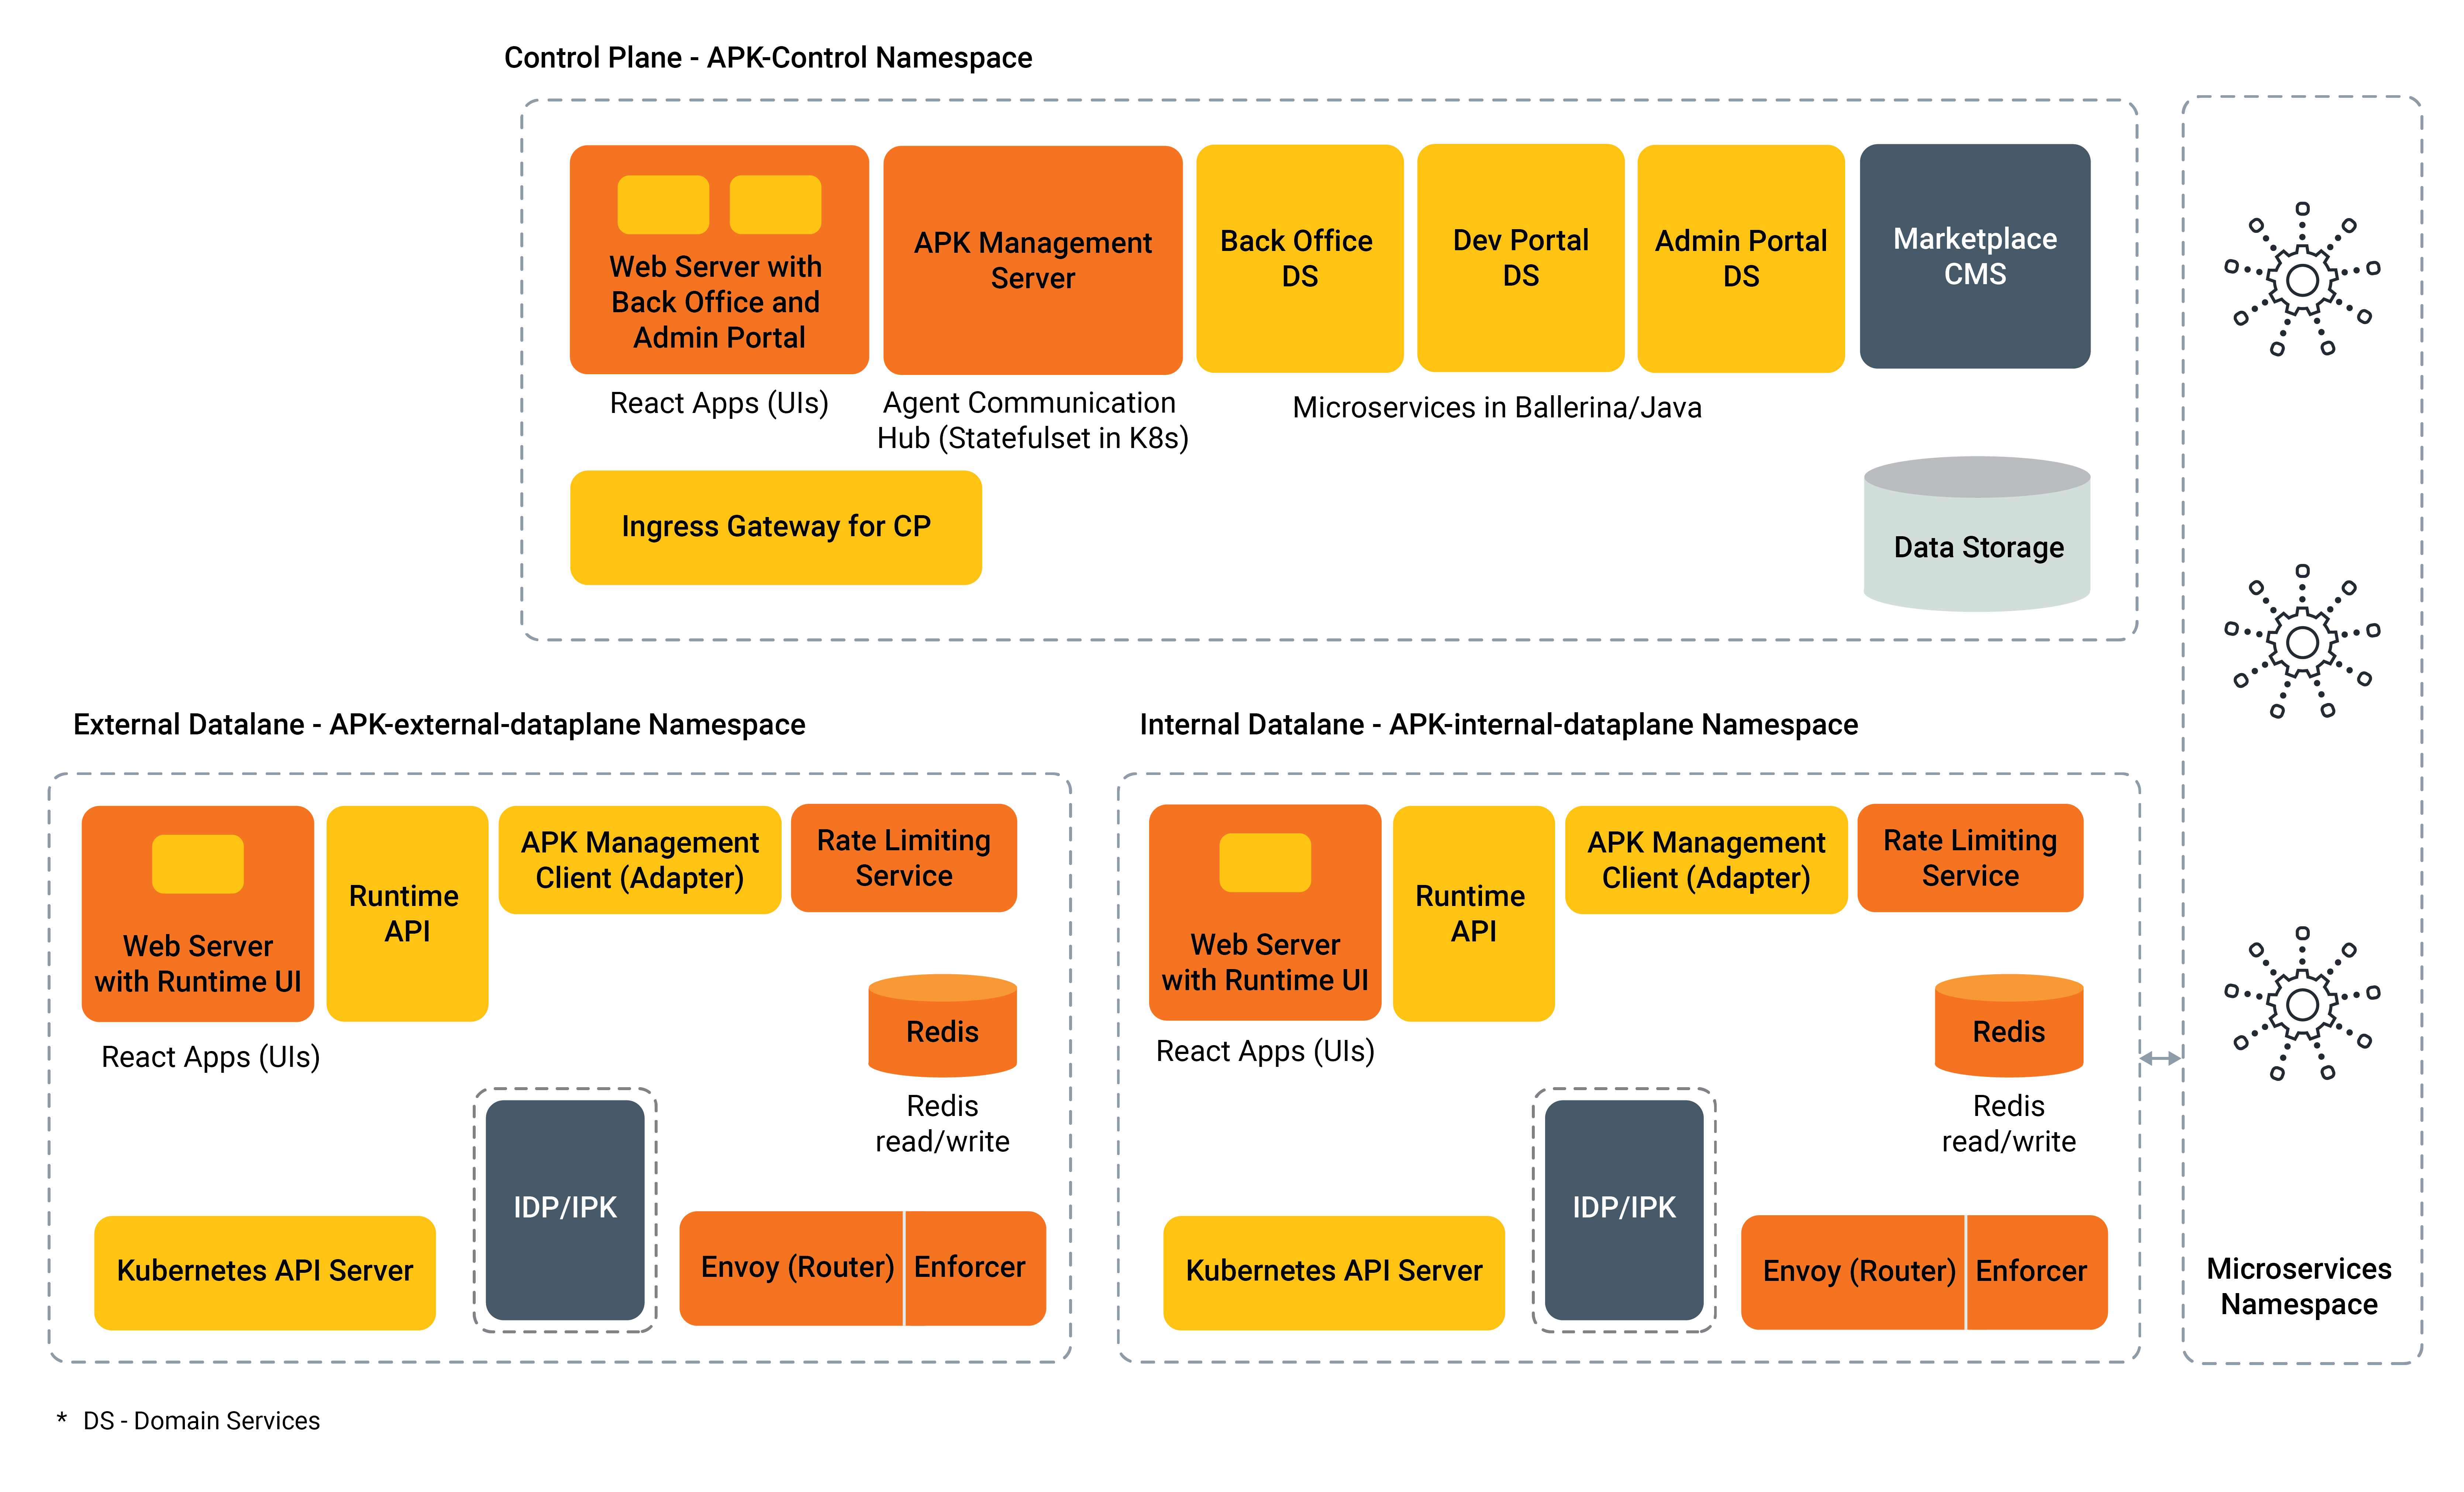 Control Plane - APK-Control Namespace
Web Server with
Back Office and
Admin Portal
APK Management
Server
Back Office
DS
Dev Portal
DS
Admin Portal
DS
Marketplace
CMS
React Apps (UIs)
Agent Communication
Hub (Statefulset in K8s)
Microservices in Ballerina/Java
Ingress Gateway for CP
Data Storage
External Datalane - APK-external-dataplane Namespace
Web Server
with Runtime UI
Runtime
API
APK Management
Client (Adapter)
Rate Limiting
Service
React Apps (UIs)
Redis
Redis
read/write
IDP/IPK
Kubernetes API Server
Envoy (Router)
Enforcer
Internal Datalane - APK-internal-dataplane Namespace
Web Server
with Runtime UI
Runtime
API
APK Management
Client (Adapter)
Rate Limiting
Service
React Apps (UIs)
Redis
Redis
read/write
IDP/IPK
Kubernetes API Server
Envoy (Router)
Enforcer
Microservices
Namespace
* DS - Domain Services